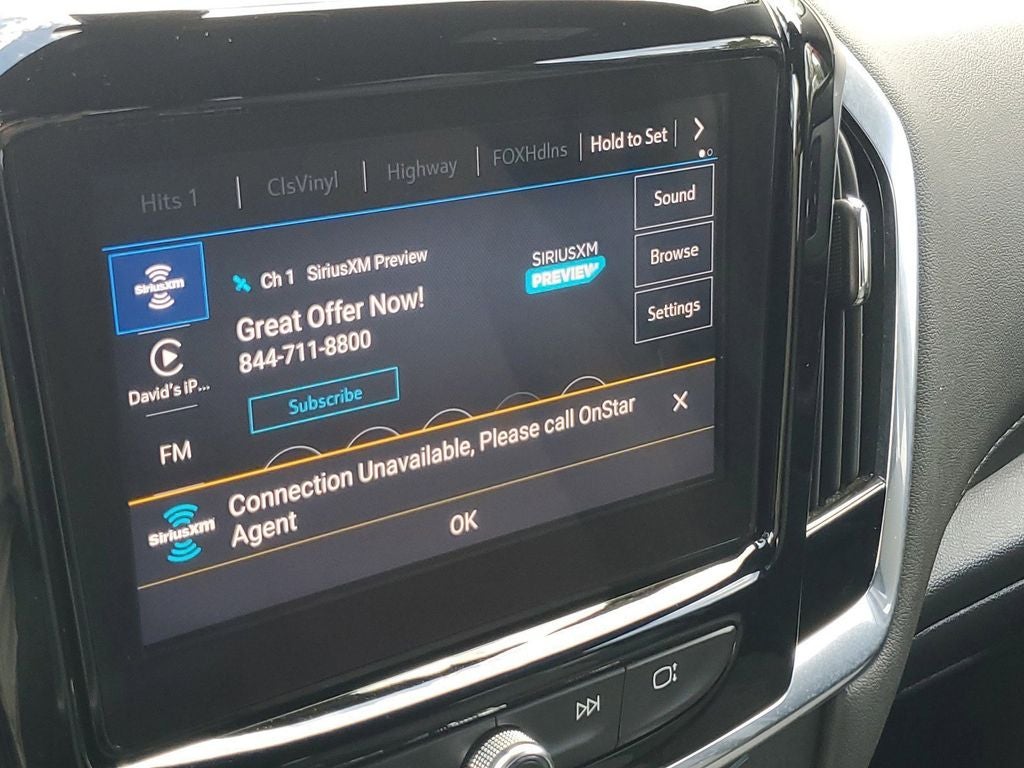 Hits 1
ClsVinyl
Highway
FOXHdlns
Hold to Set
SiriusXM
Ch 1 SiriusXM Preview
SIRIUSXM
PREVIEW
Sound
Great Offer Now!
Browse
844-711-8800
Settings
David's iP...
Subscribe
FM
Connection Unavailable, Please call OnStar
Agent
SiriusXM
OK